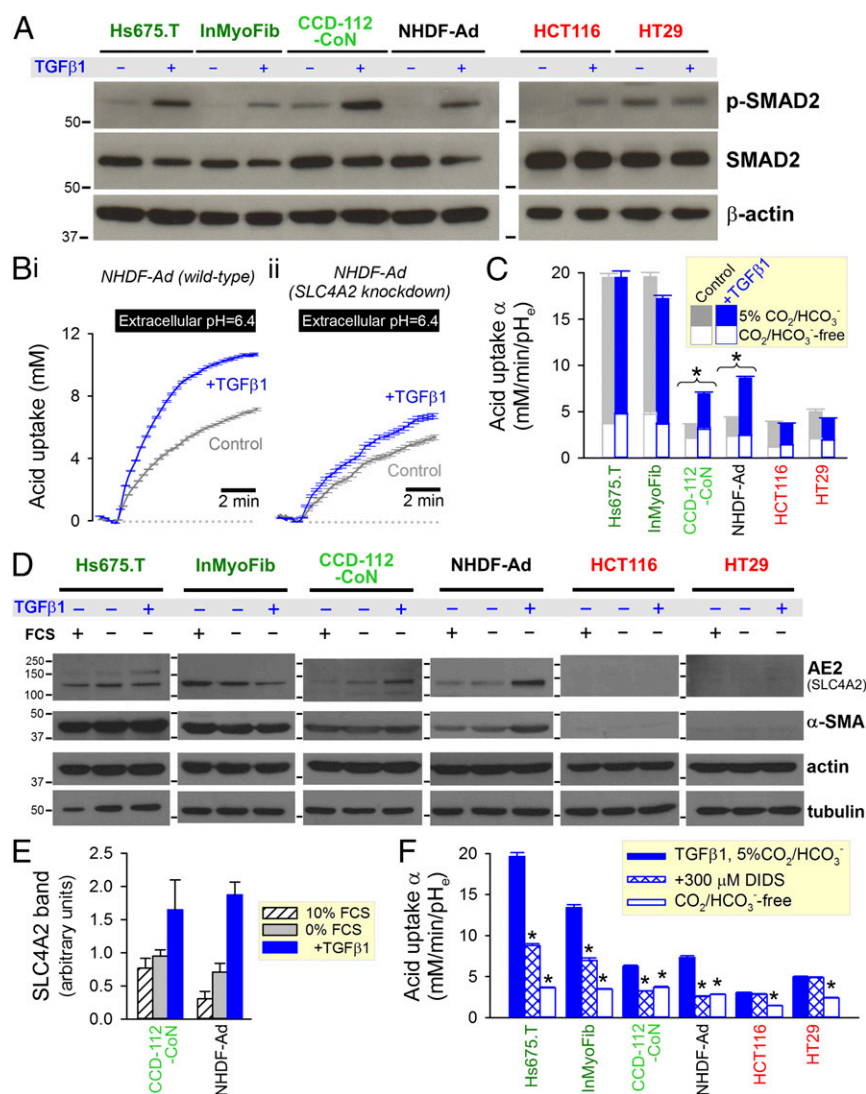 A
Hs675.T InMyoFib CCD-112 -CoN NHDF-Ad HCT116 HT29
TGFβ1 − + − + − + − + − + − +
50 p-SMAD2
50 SMAD2
37 β-actin
Bi ii
NHDF-Ad (wild-type)
NHDF-Ad
(SLC4A2 knockdown)
Extracellular pH=6.4 Extracellular pH=6.4
Acid uptake (mM)
12
8
4
0
+TGFβ1
Control
2 min
+TGFβ1
Control
2 min
C
Acid uptake α
(mM/min/pHe)
20
15
10
5
0
Control
+TGFβ1
5% CO2/HCO3-
CO2/HCO3--free
* *
Hs675.T
InMyoFib
CCD-112
-CoN
NHDF-Ad
HCT116
HT29
D
Hs675.T InMyoFib CCD-112 -CoN NHDF-Ad HCT116 HT29
TGFβ1 − − + − − + − − + − − + − − + − − +
FCS + − − + − − + − − + − − + − − + − −
250
150
100
AE2
(SLC4A2)
50
37
α-SMA
37
actin
50
tubulin
E
SLC4A2 band
(arbitrary units)
2.5
2.0
1.5
1.0
0.5
0.0
10% FCS
0% FCS
+TGFβ1
CCD-112
-CoN
NHDF-Ad
F
Acid uptake α
(mM/min/pHe)
20
15
10
5
0
TGFβ1, 5%CO2/HCO3-
+300 μM DIDS
CO2/HCO3--free
* * * * * * * * * *
Hs675.T
InMyoFib
CCD-112
-CoN
NHDF-Ad
HCT116
HT29